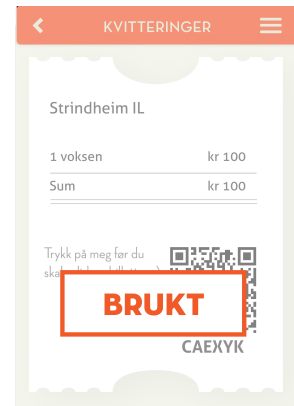 KVITTERINGER
Strindheim IL
1 voksen kr 100
Sum kr 100
Trykk på meg før du
BRUKT
CAEXYK